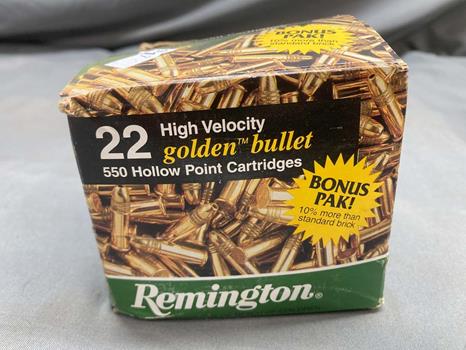 BONUS
PAK!
10% more than
standard brick
22 High Velocity
golden™ bullet
550 Hollow Point Cartridges
BONUS
PAK!
10% more than
standard brick
Remington®